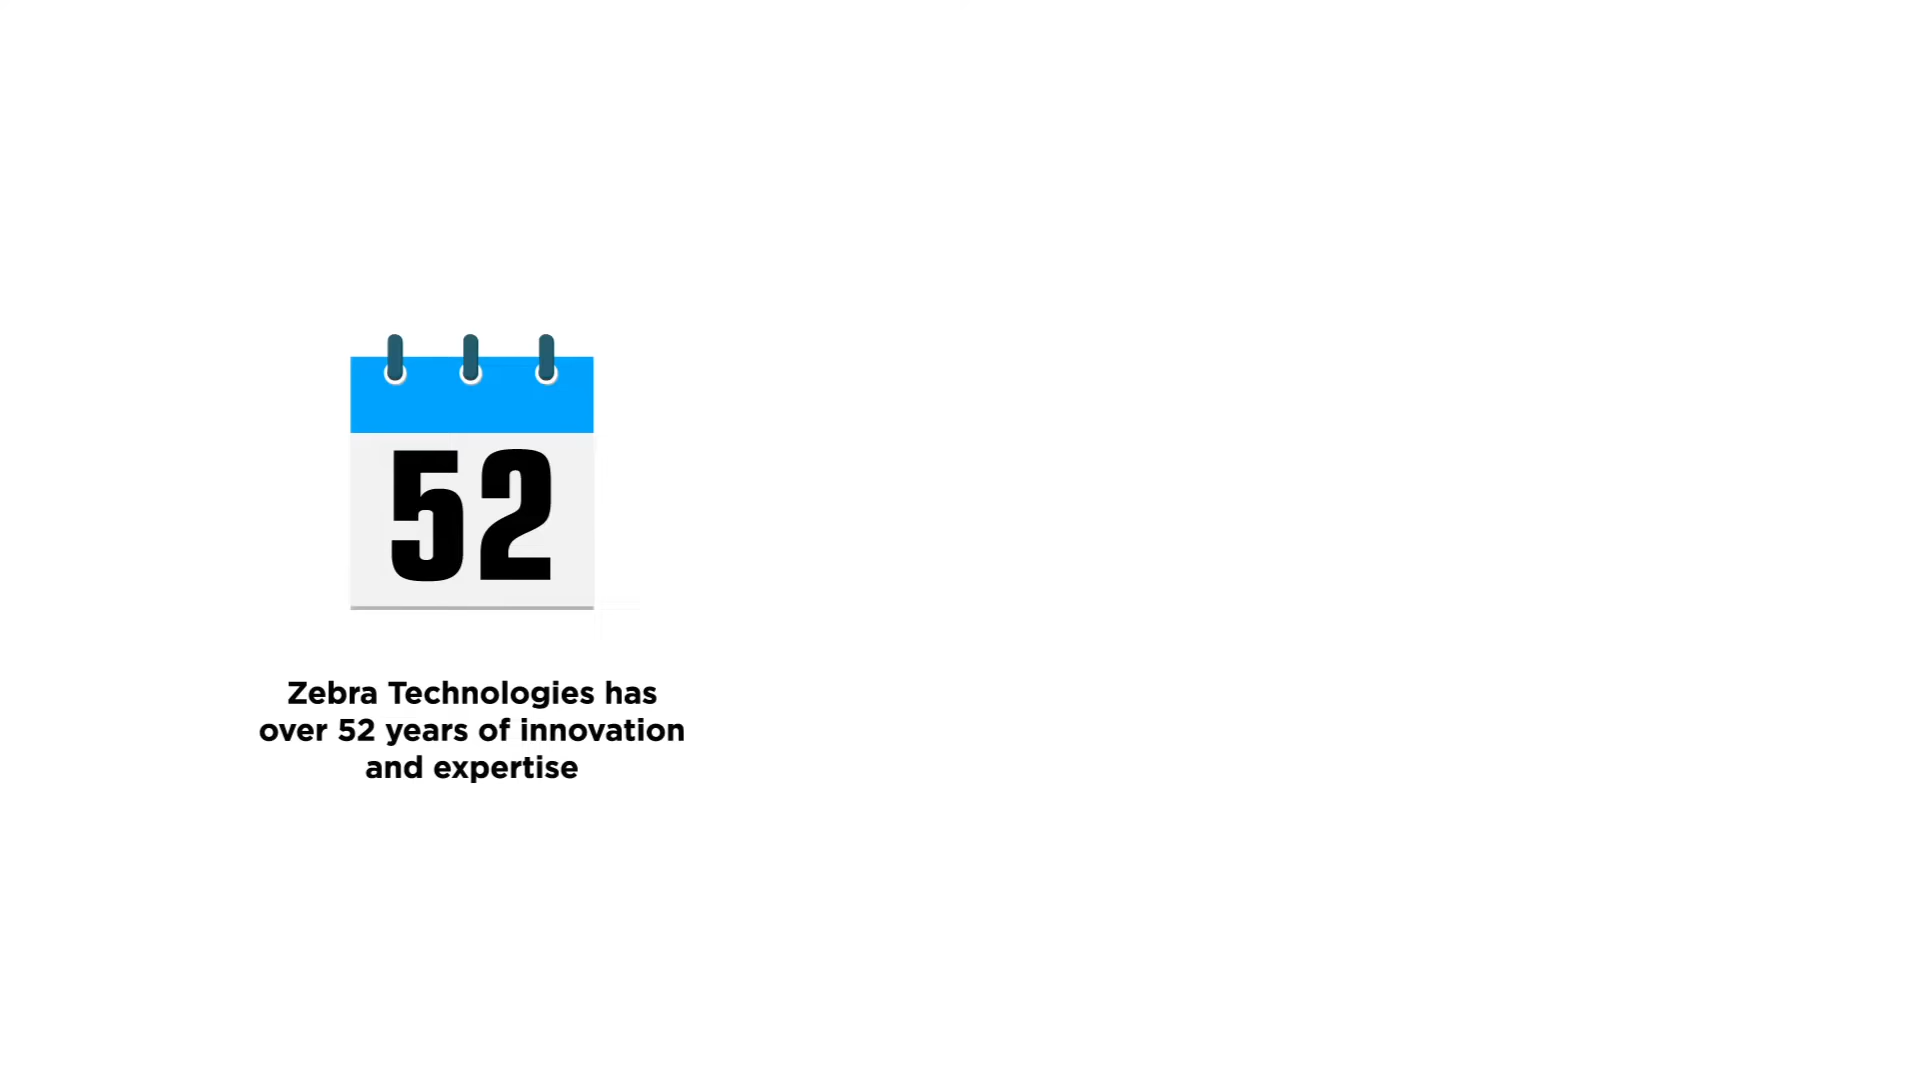 52
Zebra Technologies has
over 52 years of innovation
and expertise